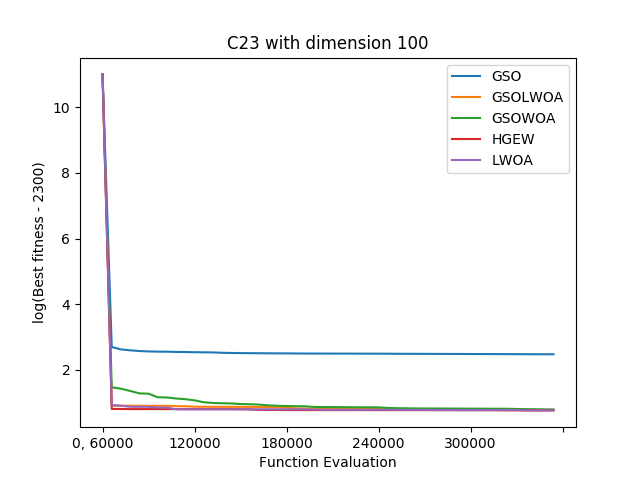 C23 with dimension 100
log(Best fitness - 2300)
10
8
6
4
2
GSO
GSOLWOA
GSOWOA
HGEW
LWOA
0, 60000 120000 180000 240000 300000
Function Evaluation